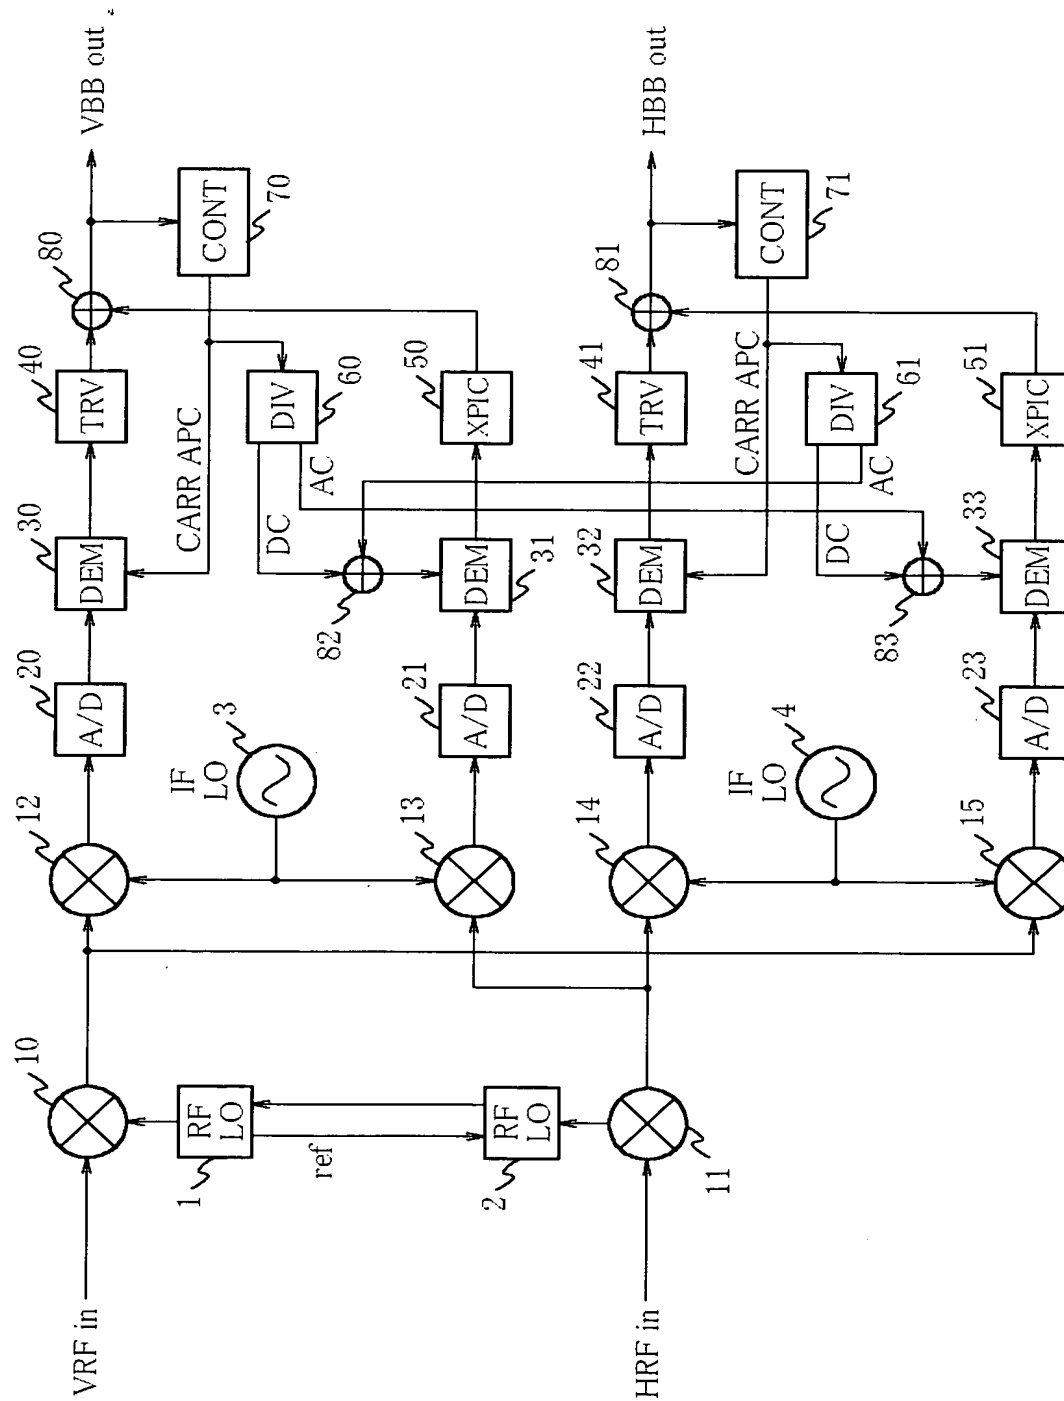 VRF in
10
RF
LO
1
ref
RF
LO
2
11
HRF in
12
IF
LO
3
13
14
IF
LO
4
15
20
A/D
21
A/D
22
A/D
23
A/D
30
DEM
CARR APC
DC
AC
82
DEM
31
32
DEM
CARR APC
DC
AC
83
DEM
33
40
TRV
DIV
60
50
XPIC
41
TRV
DIV
61
51
XPIC
80
CONT
70
81
CONT
71
VBB out
HBB out